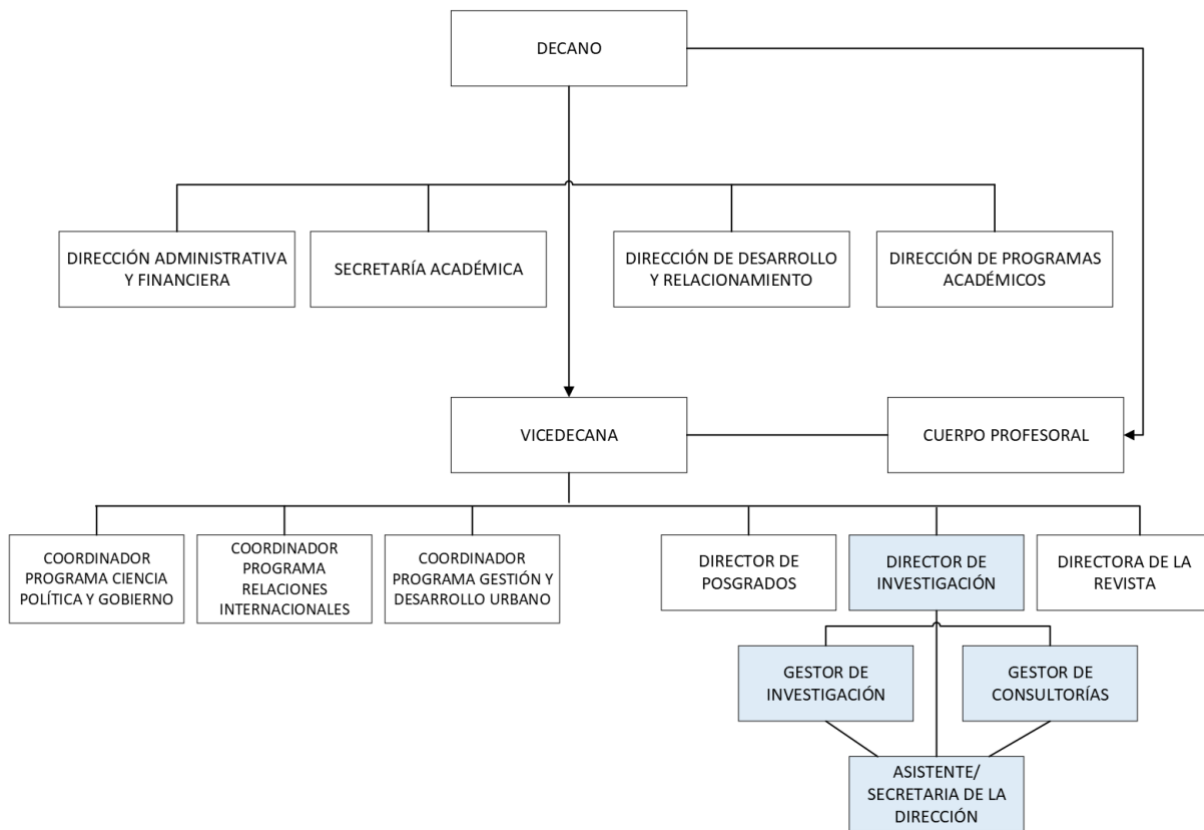 DECANO
DIRECCIÓN ADMINISTRATIVA
Y FINANCIERA
SECRETARÍA ACADÉMICA
DIRECCIÓN DE DESARROLLO
Y RELACIONAMIENTO
DIRECCIÓN DE PROGRAMAS
ACADÉMICOS
VICEDECANA
CUERPO PROFESORAL
COORDINADOR
PROGRAMA CIENCIA
POLÍTICA Y GOBIERNO
COORDINADOR
PROGRAMA
RELACIONES
INTERNACIONALES
COORDINADOR
PROGRAMA GESTIÓN Y
DESARROLLO URBANO
DIRECTOR DE
POSGRADOS
DIRECTOR DE
INVESTIGACIÓN
DIRECTORA DE LA
REVISTA
GESTOR DE
INVESTIGACIÓN
GESTOR DE
CONSULTORÍAS
ASISTENTE/
SECRETARIA DE LA
DIRECCIÓN